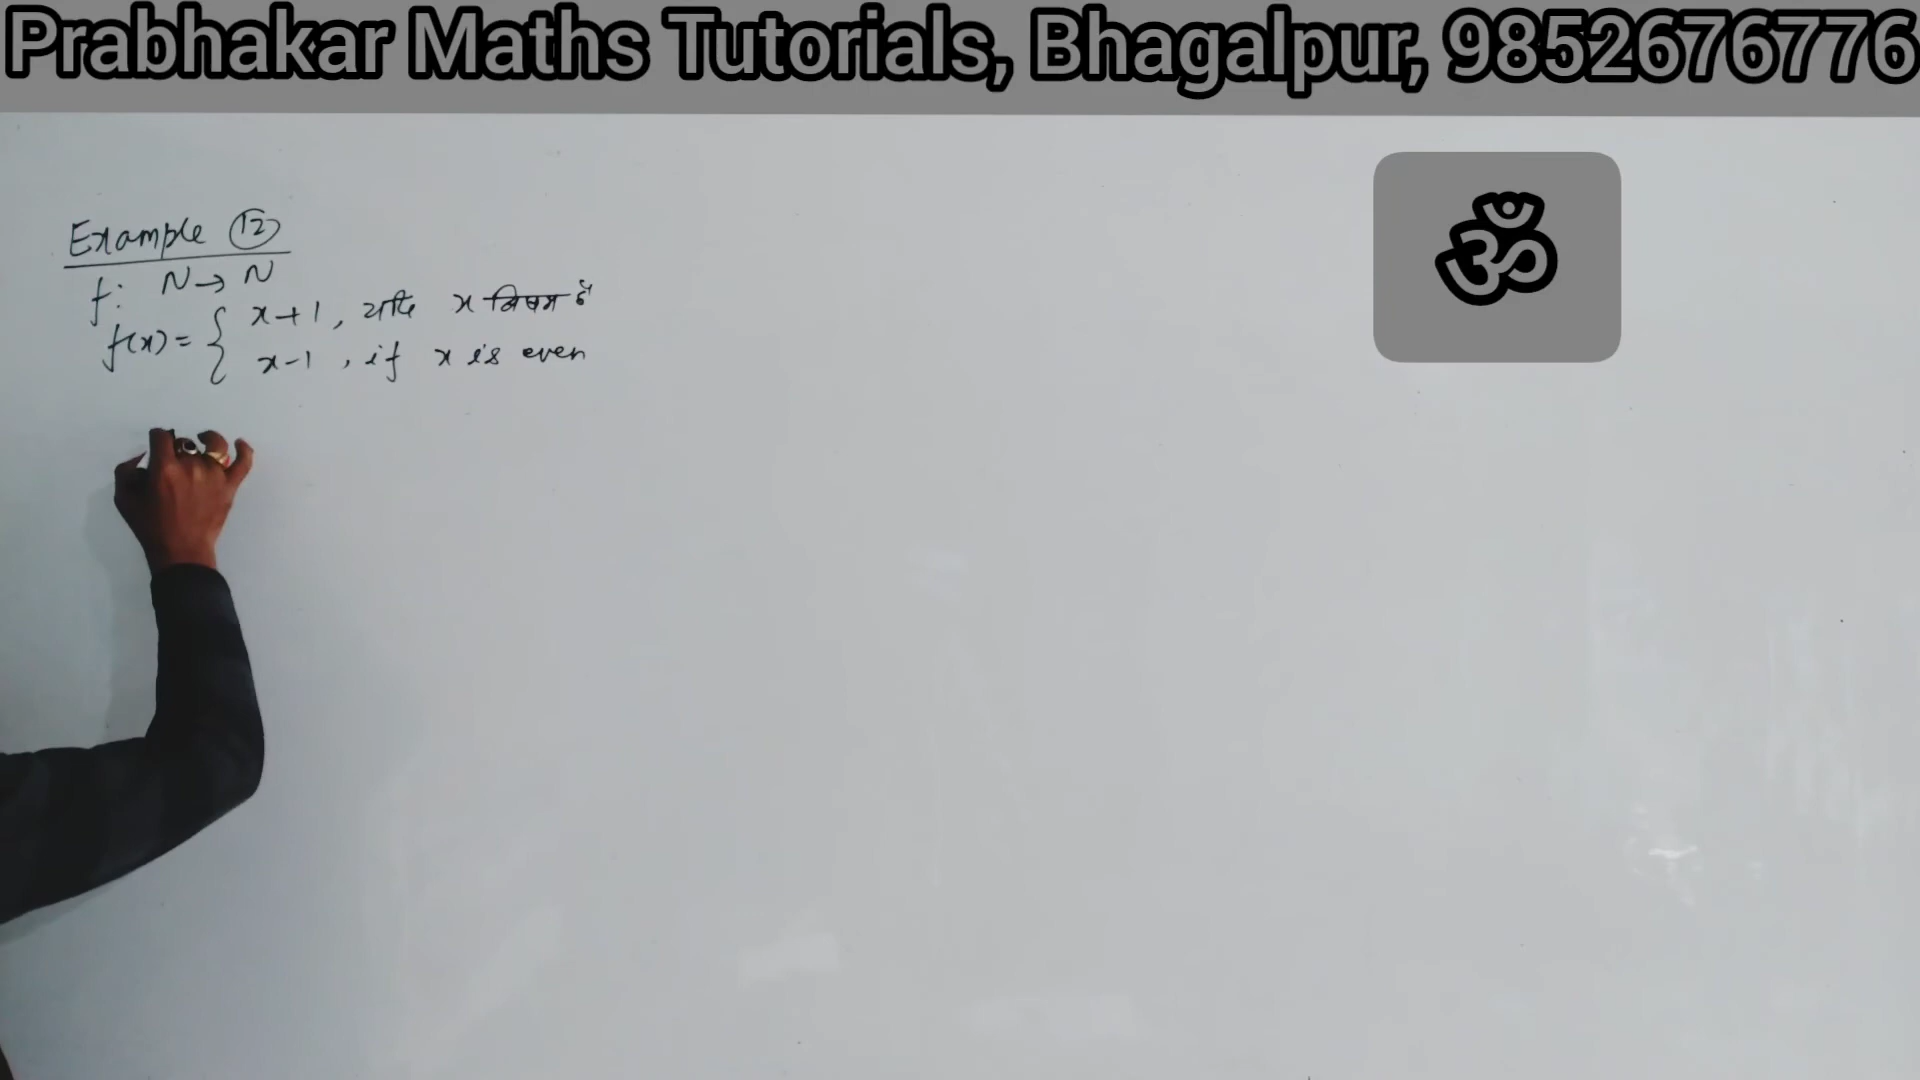 Prabhakar Maths Tutorials, Bhagalpur, 9852676776
ॐ
Example 12
f: N → N
f(x) = { x+1, यदि x विषम है
x-1, if x is even